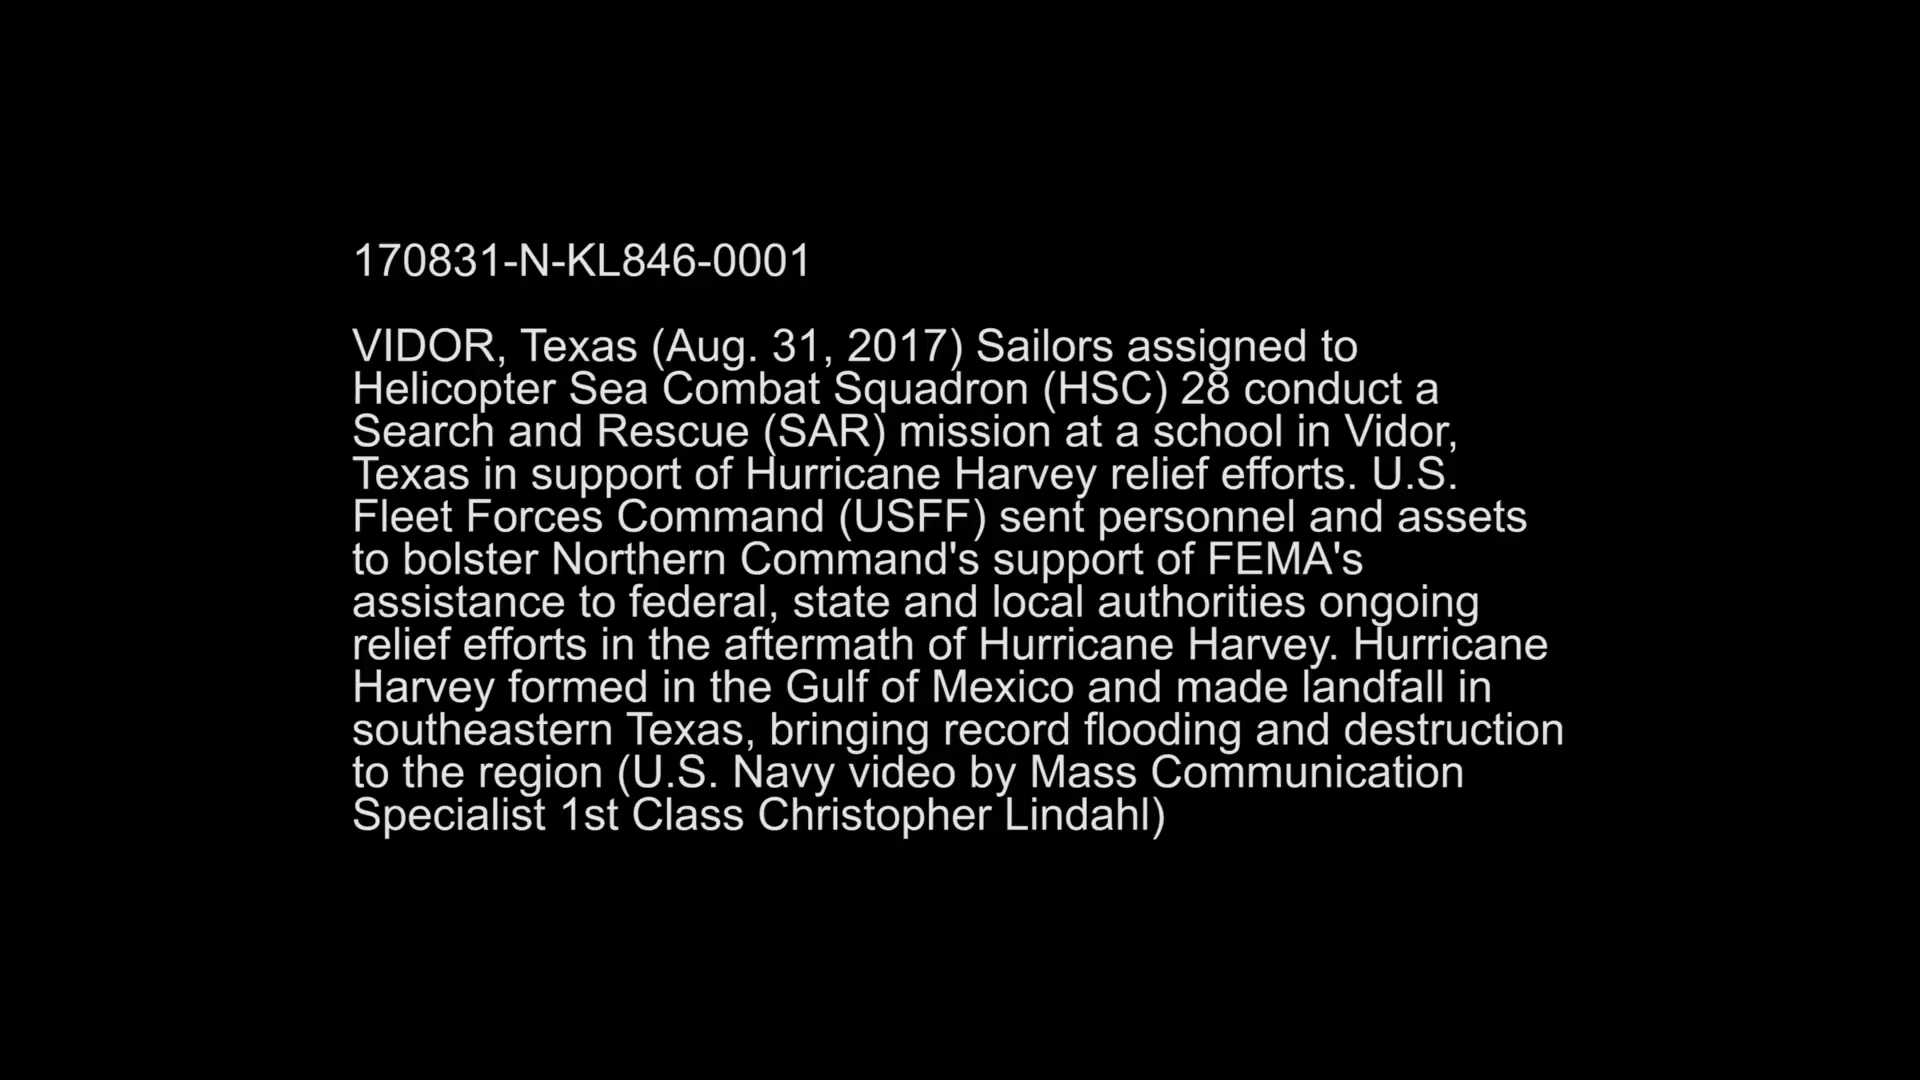 170831-N-KL846-0001
VIDOR, Texas (Aug. 31, 2017) Sailors assigned to
Helicopter Sea Combat Squadron (HSC) 28 conduct a
Search and Rescue (SAR) mission at a school in Vidor,
Texas in support of Hurricane Harvey relief efforts. U.S.
Fleet Forces Command (USFF) sent personnel and assets
to bolster Northern Command's support of FEMA's
assistance to federal, state and local authorities ongoing
relief efforts in the aftermath of Hurricane Harvey. Hurricane
Harvey formed in the Gulf of Mexico and made landfall in
southeastern Texas, bringing record flooding and destruction
to the region (U.S. Navy video by Mass Communication
Specialist 1st Class Christopher Lindahl)